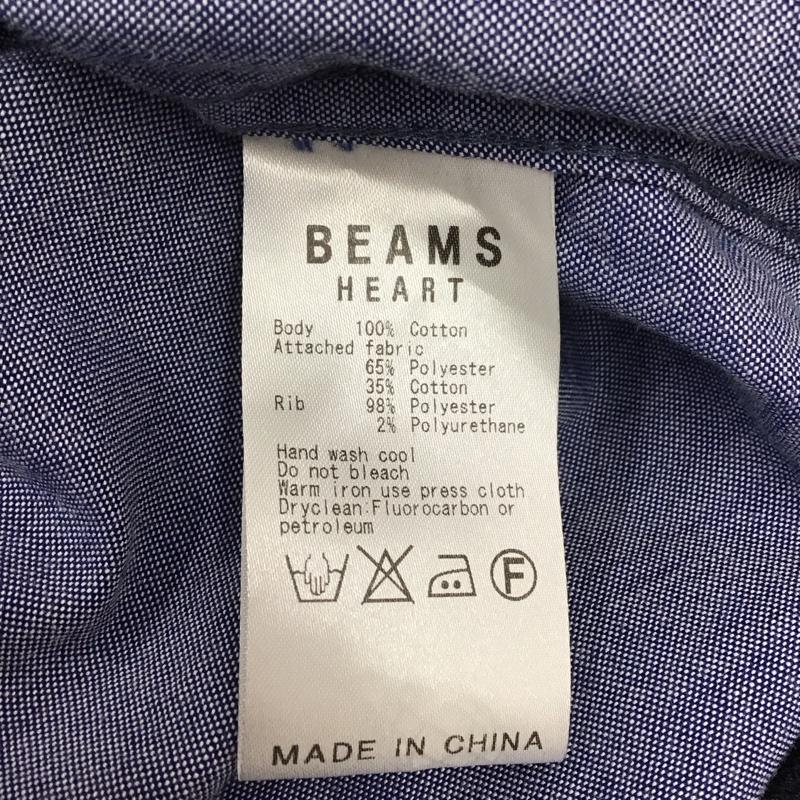 BEAMS
HEART
Body 100% Cotton
Attached fabric
65% Polyester
35% Cotton
Rib 98% Polyester
2% Polyurethane
Hand wash cool
Do not bleach
Warm iron use press cloth
Dryclean:Fluorocarbon or
petroleum
F
MADE IN CHINA